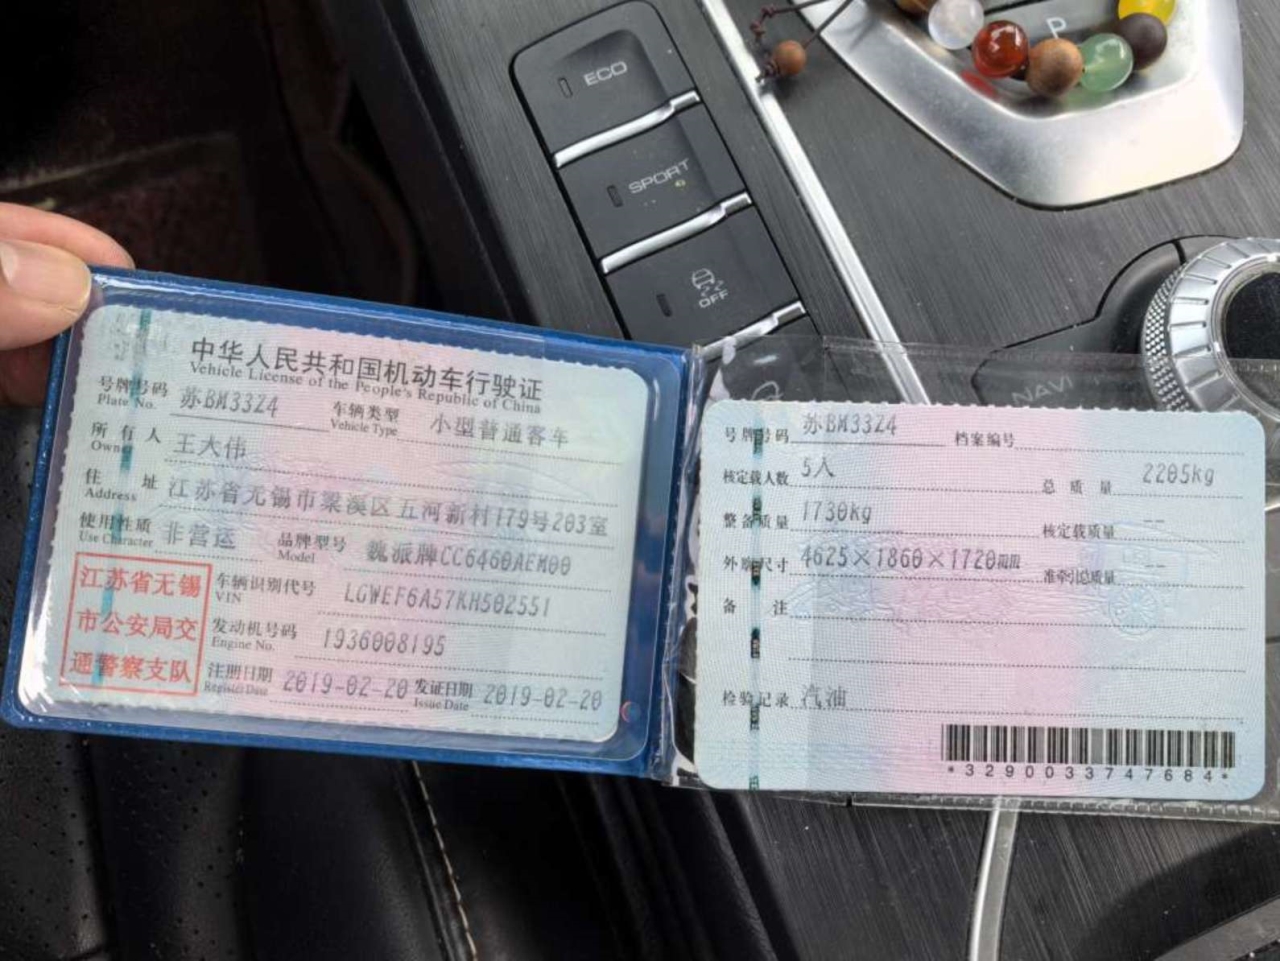 ECO
SPORT
OFF
P
NAVI
中华人民共和国机动车行驶证
Vehicle License of the People's Republic of China
号牌号码 苏BM33Z4 车辆类型 小型普通客车
Plate No. Vehicle Type
所有人 王大伟
Owner
住址 江苏省无锡市梁溪区五河新村179号203室
Address
使用性质 非营运 品牌型号 魏派牌CC6460AEM00
Use Character Model
江苏省无锡
市公安局交
通警察支队
车辆识别代号 LGWEF6A57KH502551
VIN
发动机号码 1936008195
Engine No.
注册日期 2019-02-20 发证日期 2019-02-20
Register Date Issue Date
号牌号码 苏BM33Z4 档案编号
核定载人数 5人 总质量 2205kg
整备质量 1730kg 核定载质量 --
外廓尺寸 4625×1860×1720毫米 准牵引总质量 --
备注
检验记录 汽油
*3290033747684*